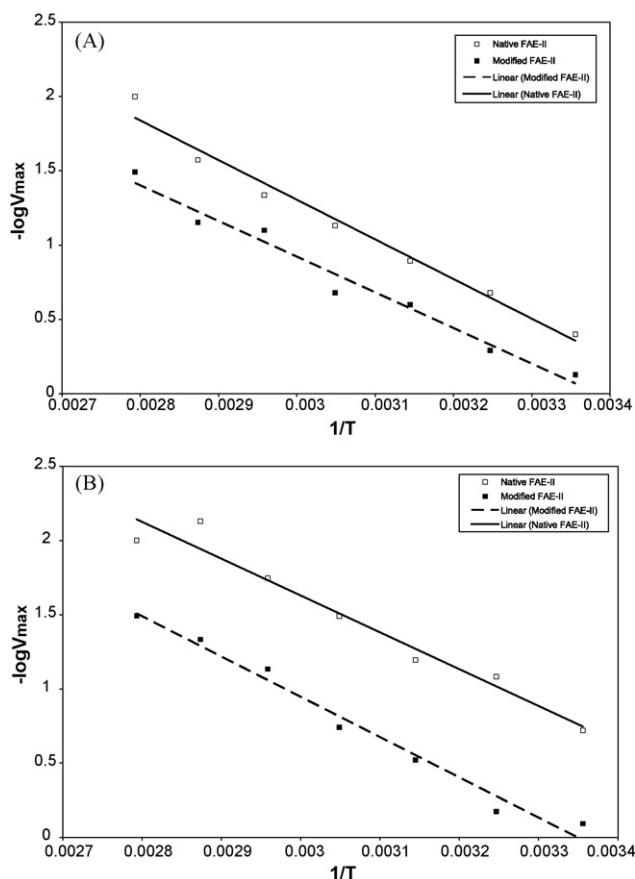 (A)
2.5
2
1.5
1
0.5
0
-logVmax
0.0027 0.0028 0.0029 0.003 0.0031 0.0032 0.0033 0.0034
1/T
Native FAE-II
Modified FAE-II
Linear (Modified FAE-II)
Linear (Native FAE-II)
(B)
2.5
2
1.5
1
0.5
0
-logVmax
0.0027 0.0028 0.0029 0.003 0.0031 0.0032 0.0033 0.0034
1/T
Native FAE-II
Modified FAE-II
Linear (Modified FAE-II)
Linear (Native FAE-II)